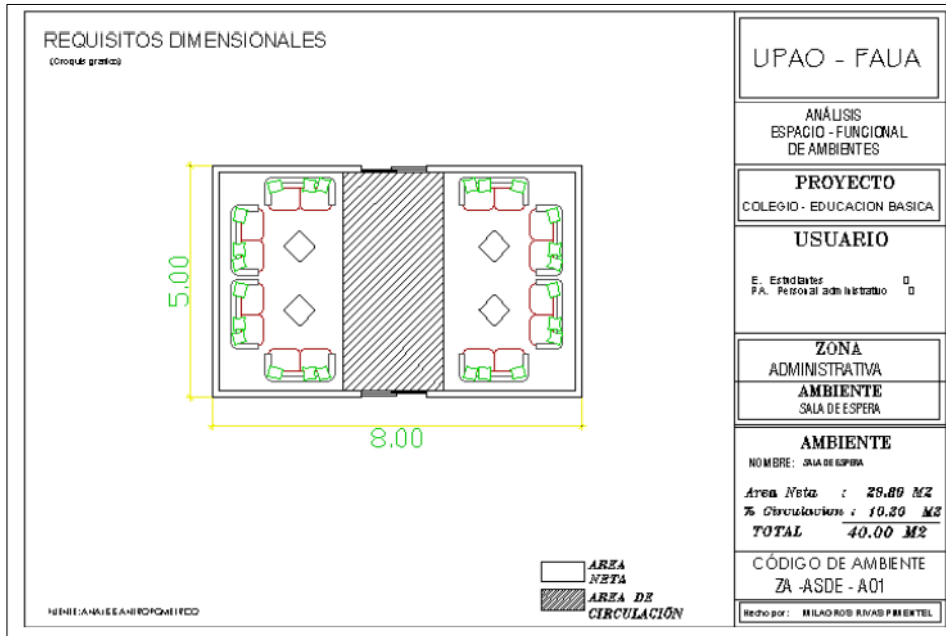 REQUISITOS DIMENSIONALES
(Croquis grafico)
5.00
8.00
AREA
NETA
AREA DE
CIRCULACIÓN
UPAO - FAUA
ANÁLISIS
ESPACIO - FUNCIONAL
DE AMBIENTES
PROYECTO
COLEGIO - EDUCACION BASICA
USUARIO
E. Estudiantes
PA. Personal administrativo
ZONA
ADMINISTRATIVA
AMBIENTE
SALA DE ESPERA
AMBIENTE
NOMBRE: SALA DE ESPERA
Area Neta : 29.80 M2
% Circulacion : 10.20 M2
TOTAL 40.00 M2
CÓDIGO DE AMBIENTE
ZA -ASDE - A01
Hecho por: MILAGROS RIVAS PIMENTEL